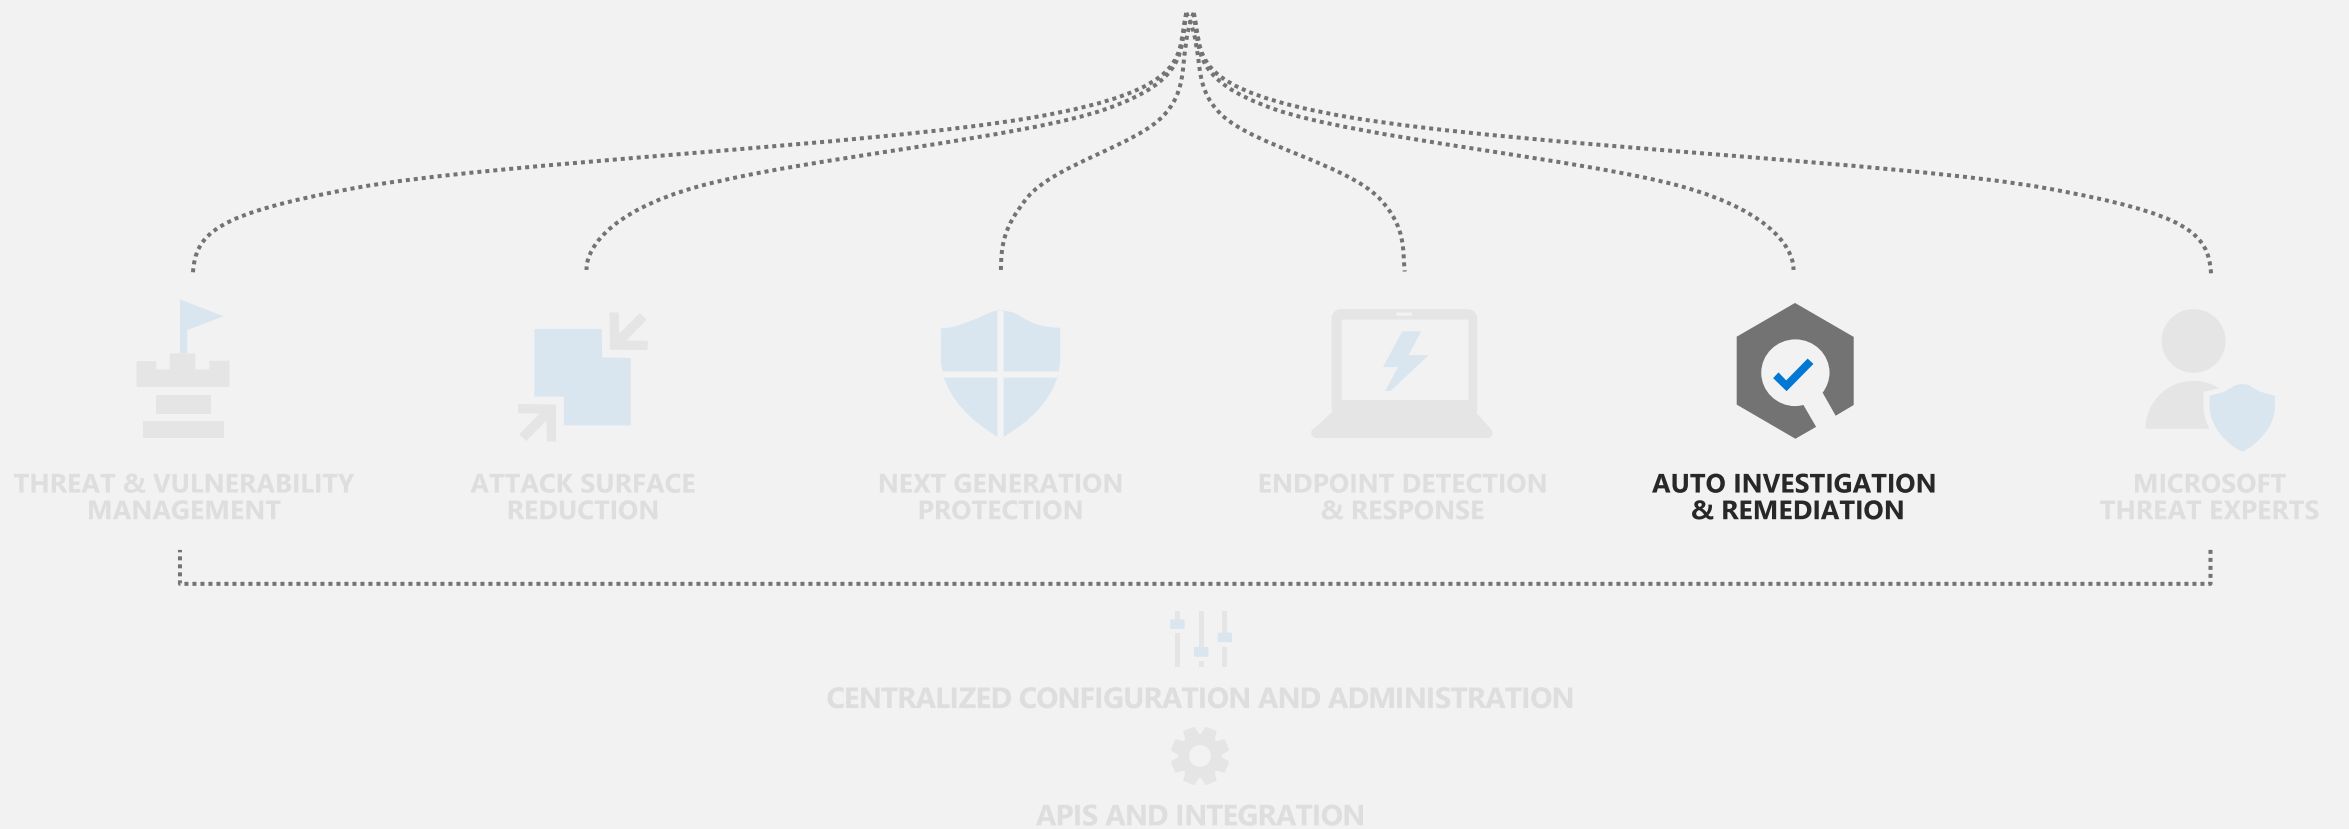 THREAT & VULNERABILITY
MANAGEMENT
ATTACK SURFACE
REDUCTION
NEXT GENERATION
PROTECTION
ENDPOINT DETECTION
& RESPONSE
AUTO INVESTIGATION
& REMEDIATION
MICROSOFT
THREAT EXPERTS
CENTRALIZED CONFIGURATION AND ADMINISTRATION
APIS AND INTEGRATION